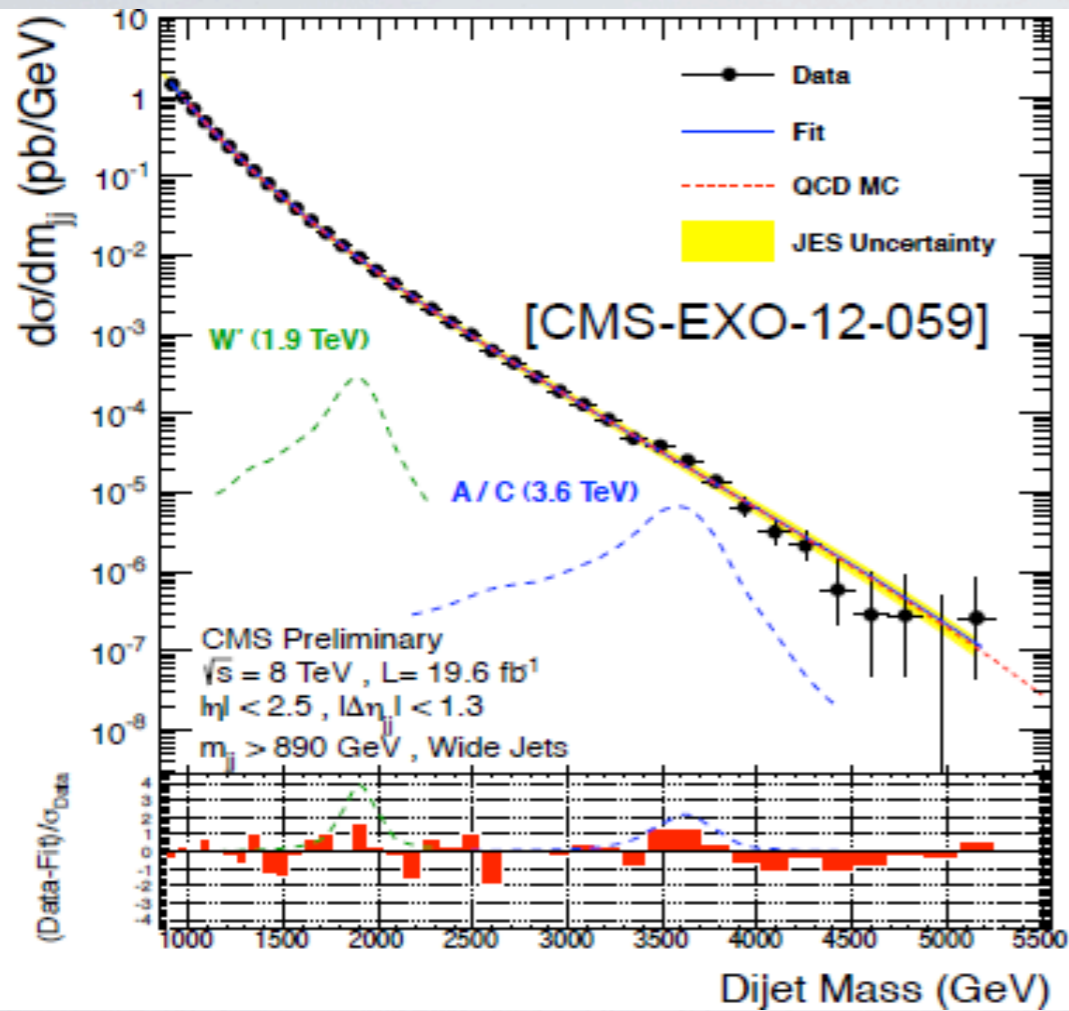 dσ/dm_jj (pb/GeV)
10
1
10^-1
10^-2
10^-3
10^-4
10^-5
10^-6
10^-7
10^-8
Data
Fit
QCD MC
JES Uncertainty
[CMS-EXO-12-059]
W' (1.9 TeV)
A / C (3.6 TeV)
CMS Preliminary
√s = 8 TeV , L= 19.6 fb^1
|η| < 2.5 , |Δη_jj| < 1.3
m_jj > 890 GeV , Wide Jets
(Data-Fit)/σ_Data
4
3
2
1
0
-1
-2
-3
-4
1000 1500 2000 2500 3000 3500 4000 4500 5000 5500
Dijet Mass (GeV)